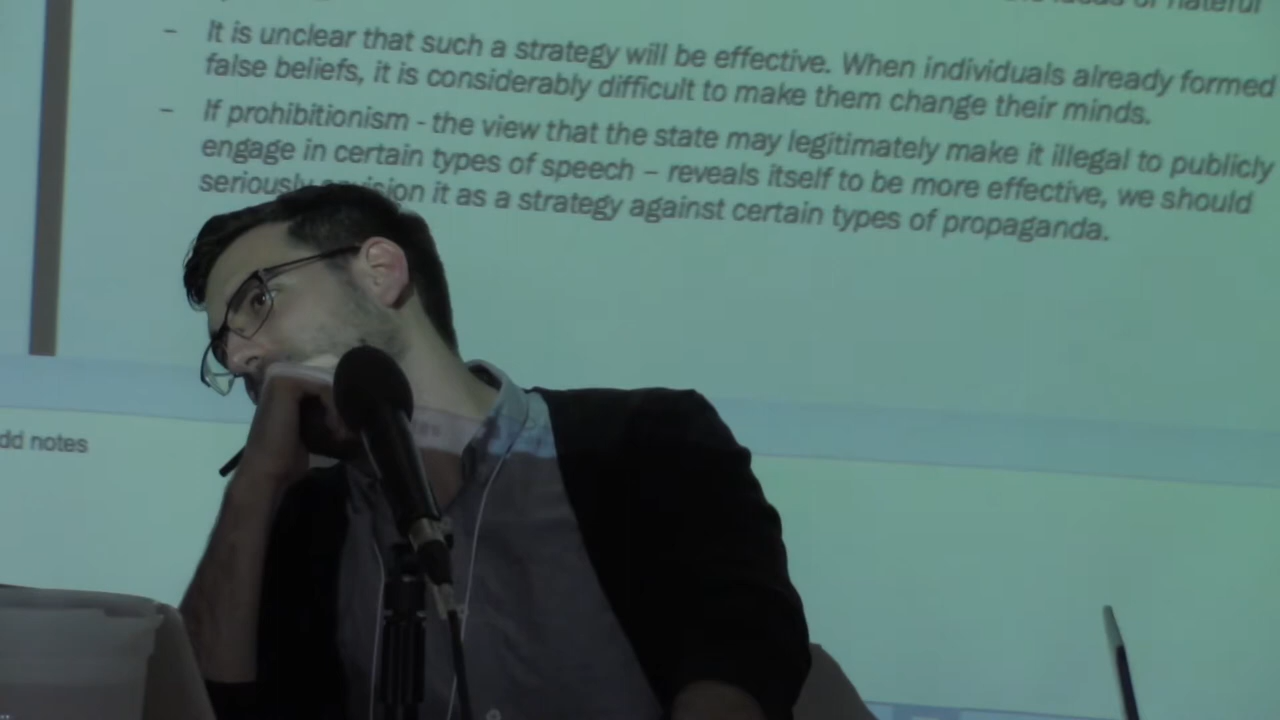 hateful
– It is unclear that such a strategy will be effective. When individuals already formed
false beliefs, it is considerably difficult to make them change their minds.
– If prohibitionism - the view that the state may legitimately make it illegal to publicly
engage in certain types of speech – reveals itself to be more effective, we should
seriously envision it as a strategy against certain types of propaganda.
dd notes